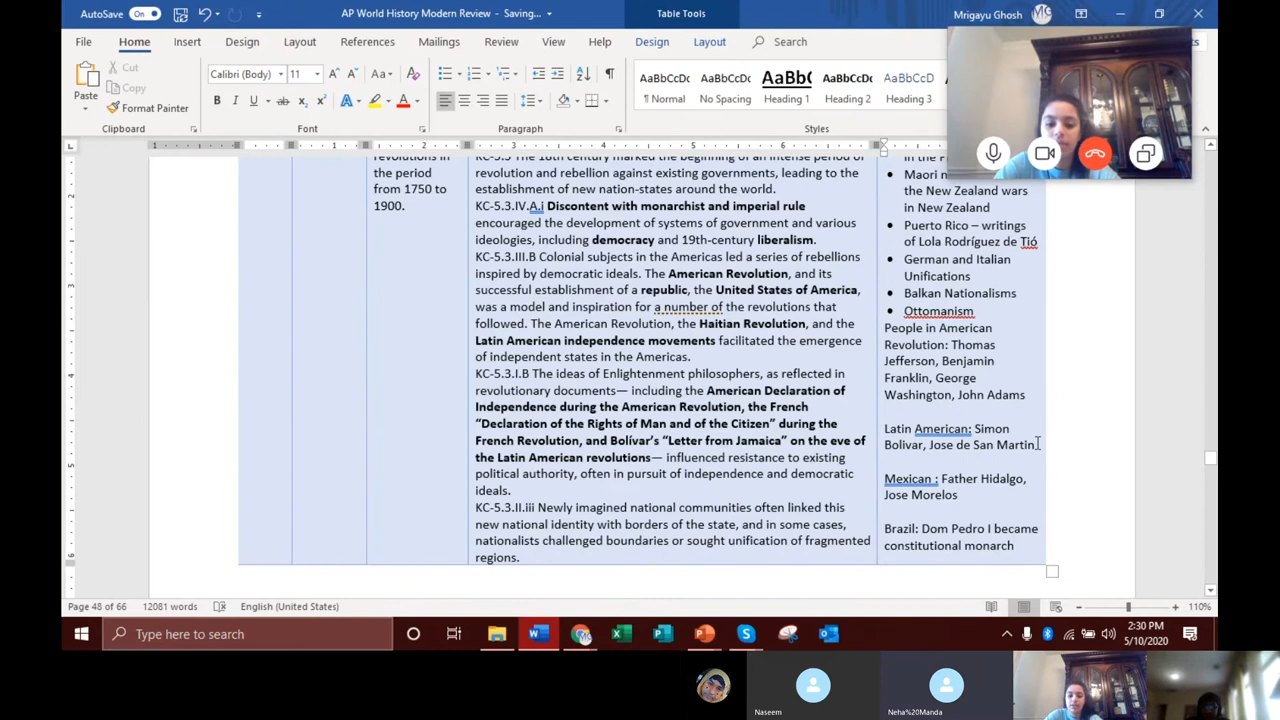 AutoSave On
AP World History Modern Review - Saving...
Table Tools
Mrigayu Ghosh
MG
File Home Insert Design Layout References Mailings Review View Help Design Layout Search
Paste
Cut
Copy
Format Painter
Calibri (Body) 11
AaBbCcDc AaBbCcDc AaBbC AaBbCcDc AaBbCcD
¶ Normal ¶ No Spacing Heading 1 Heading 2 Heading 3
Clipboard Font Paragraph Styles
revolutions in
the period
from 1750 to
1900.
KC-5.3 The 18th century marked the beginning of an intense period of
revolution and rebellion against existing governments, leading to the
establishment of new nation-states around the world.
KC-5.3.IV.A.i Discontent with monarchist and imperial rule
encouraged the development of systems of government and various
ideologies, including democracy and 19th-century liberalism.
KC-5.3.III.B Colonial subjects in the Americas led a series of rebellions
inspired by democratic ideals. The American Revolution, and its
successful establishment of a republic, the United States of America,
was a model and inspiration for a number of the revolutions that
followed. The American Revolution, the Haitian Revolution, and the
Latin American independence movements facilitated the emergence
of independent states in the Americas.
KC-5.3.I.B The ideas of Enlightenment philosophers, as reflected in
revolutionary documents— including the American Declaration of
Independence during the American Revolution, the French
“Declaration of the Rights of Man and of the Citizen” during the
French Revolution, and Bolívar’s “Letter from Jamaica” on the eve of
the Latin American revolutions— influenced resistance to existing
political authority, often in pursuit of independence and democratic
ideals.
KC-5.3.II.iii Newly imagined national communities often linked this
new national identity with borders of the state, and in some cases,
nationalists challenged boundaries or sought unification of fragmented
regions.
in the
• Maori
the New Zealand wars
in New Zealand
• Puerto Rico – writings
of Lola Rodríguez de Tió
• German and Italian
Unifications
• Balkan Nationalisms
• Ottomanism
People in American
Revolution: Thomas
Jefferson, Benjamin
Franklin, George
Washington, John Adams
Latin American: Simon
Bolivar, Jose de San Martin
Mexican : Father Hidalgo,
Jose Morelos
Brazil: Dom Pedro I became
constitutional monarch
Page 48 of 66 12081 words English (United States) 110%
Type here to search
2:30 PM
5/10/2020
Naseem
Neha%20Manda